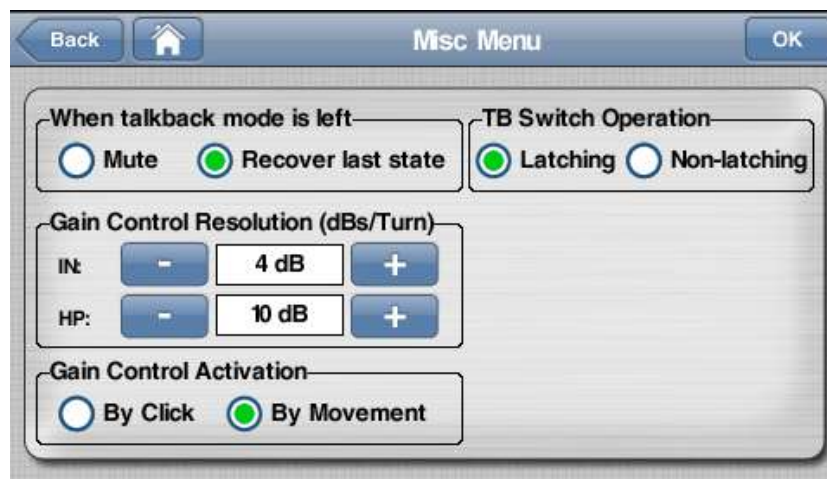 Back
Misc Menu
OK
When talkback mode is left
Mute
Recover last state
TB Switch Operation
Latching
Non-latching
Gain Control Resolution (dBs/Turn)
IN:
-
4 dB
+
HP:
-
10 dB
+
Gain Control Activation
By Click
By Movement